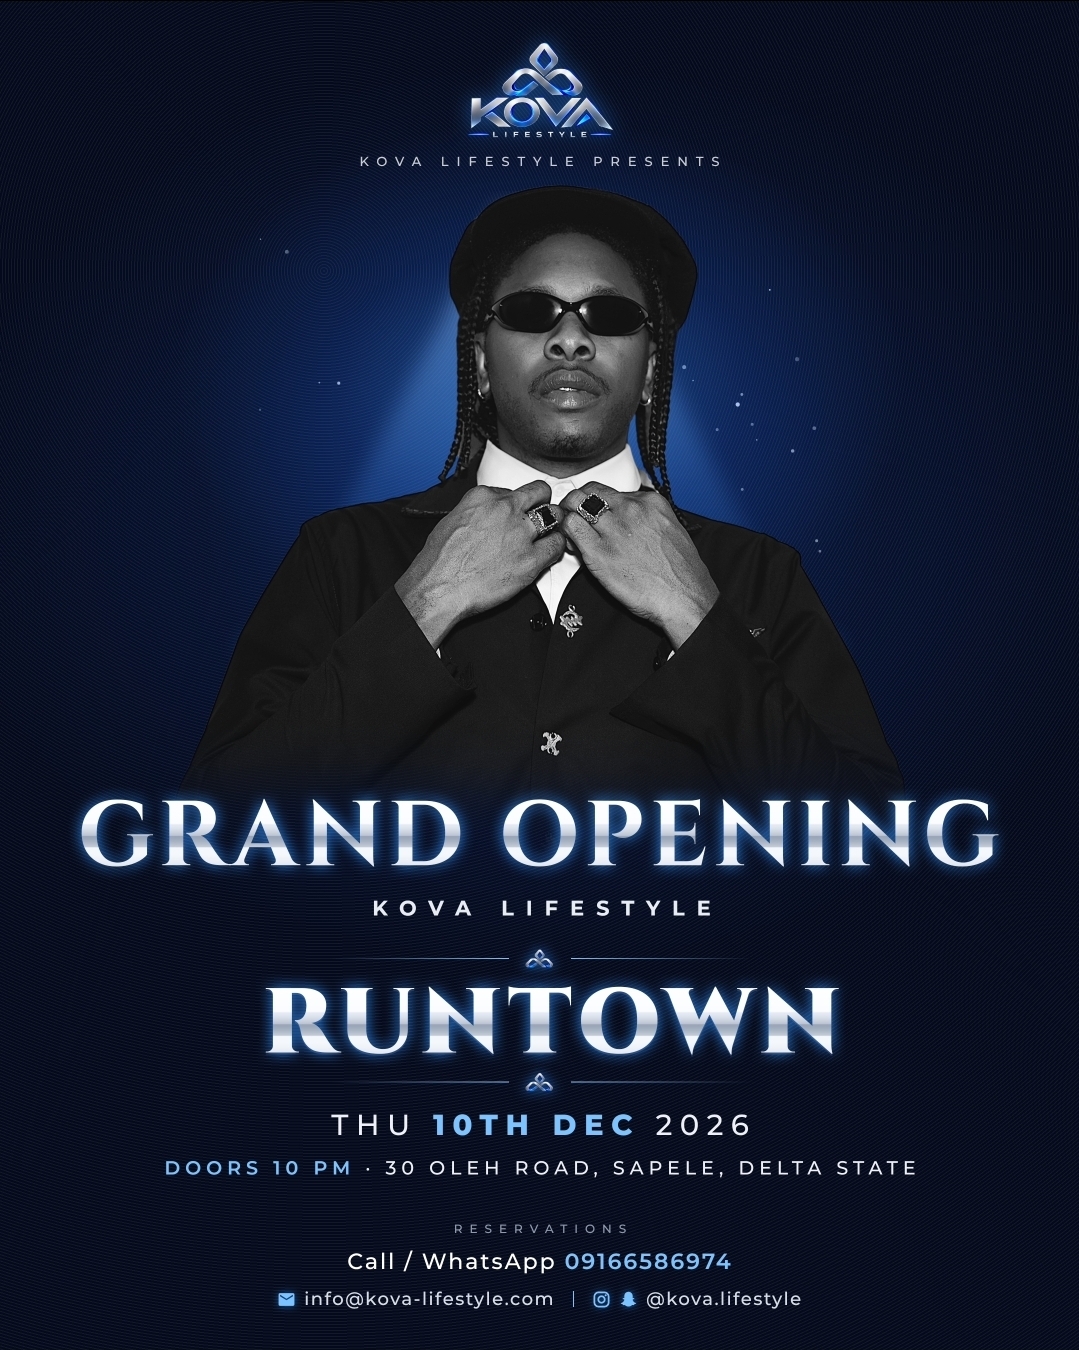 KOVA
LIFESTYLE
KOVA LIFESTYLE PRESENTS
GRAND OPENING
KOVA LIFESTYLE
RUNTOWN
THU 10TH DEC 2026
DOORS 10 PM · 30 OLEH ROAD, SAPELE, DELTA STATE
RESERVATIONS
Call / WhatsApp 09166586974
info@kova-lifestyle.com | @kova.lifestyle